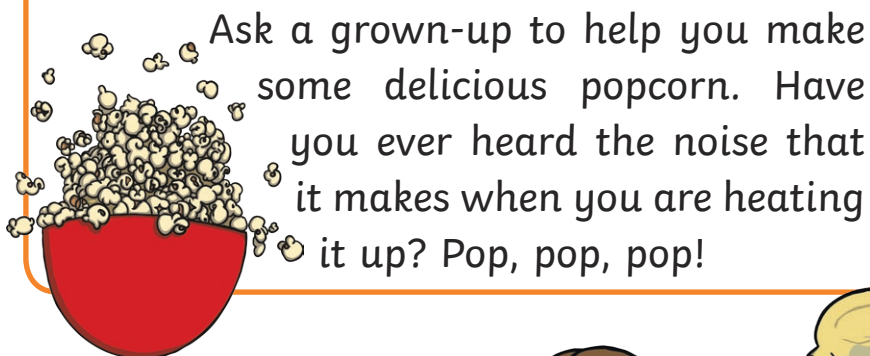 Ask a grown-up to help you make
some delicious popcorn. Have
you ever heard the noise that
it makes when you are heating
it up? Pop, pop, pop!